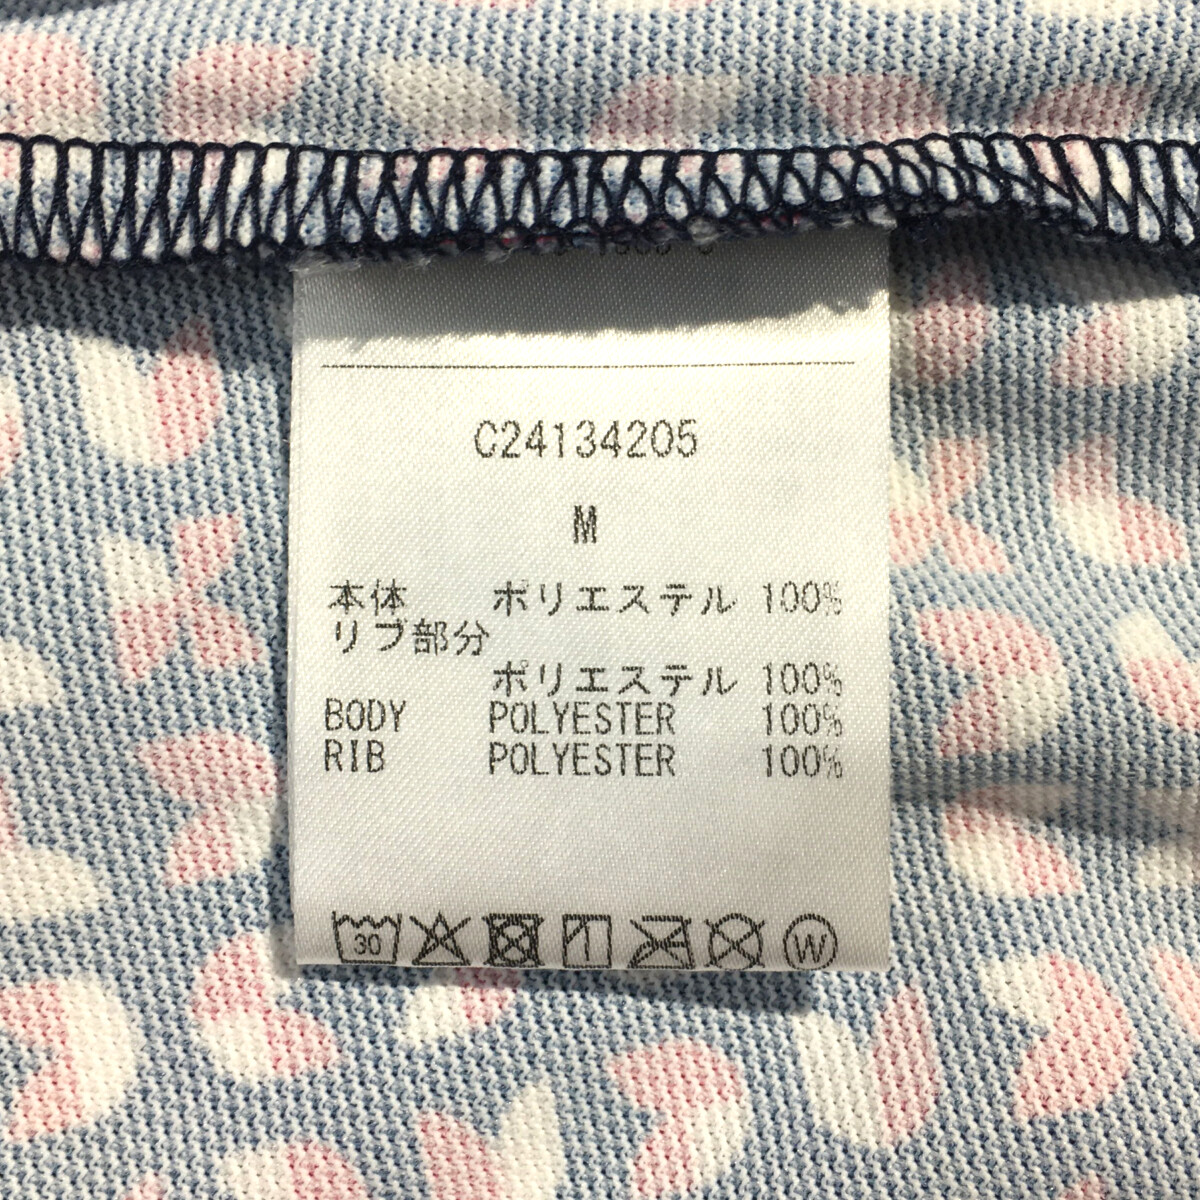 C24134205
M
本体 ポリエステル 100%
リブ部分
ポリエステル 100%
BODY POLYESTER 100%
RIB POLYESTER 100%
30
W